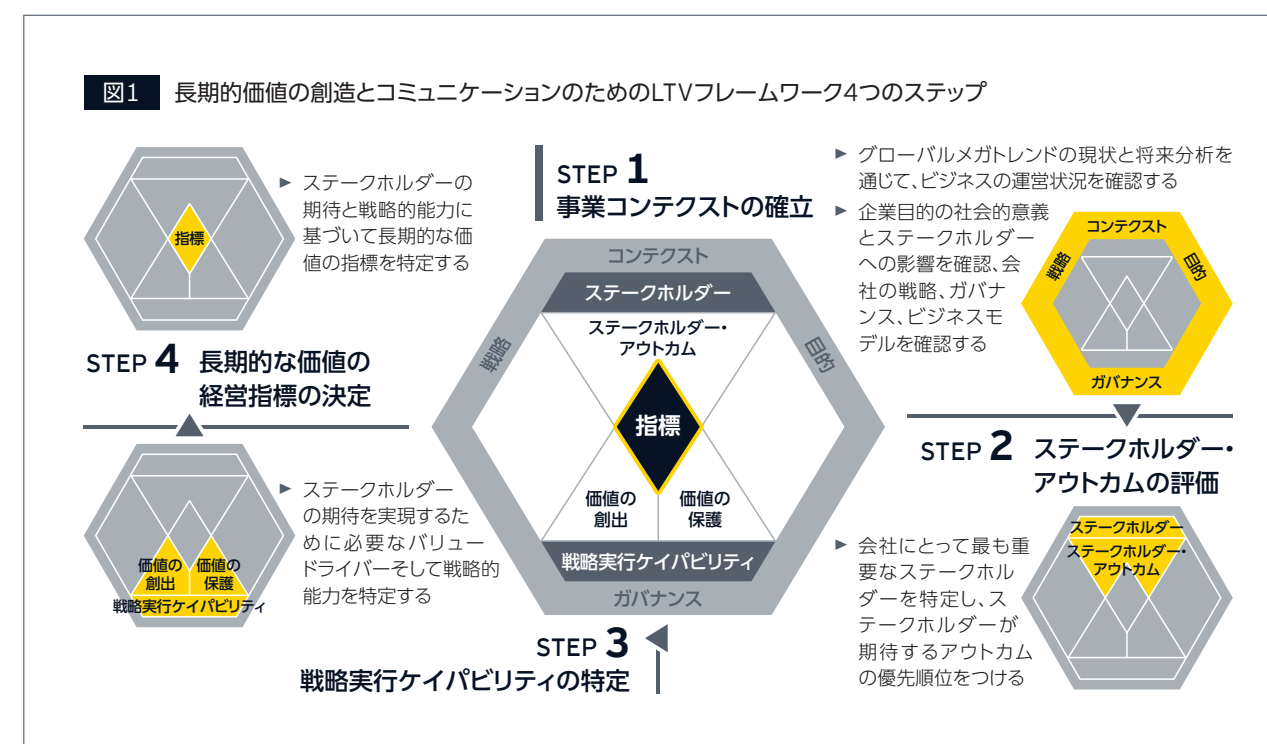 図1 長期的価値の創造とコミュニケーションのためのLTVフレームワーク4つのステップ
STEP 1
事業コンテクストの確立
► グローバルメガトレンドの現状と将来分析を
通じて、ビジネスの運営状況を確認する
► 企業目的の社会的意義
とステークホルダー
への影響を確認、会
社の戦略、ガバナ
ンス、ビジネスモ
デルを確認する
コンテクスト
戦略
目的
ガバナンス
STEP 2 ステークホルダー・
アウトカムの評価
► 会社にとって最も重
要なステークホル
ダーを特定し、ス
テークホルダーが
期待するアウトカム
の優先順位をつける
ステークホルダー
ステークホルダー・
アウトカム
コンテクスト
ステークホルダー
ステークホルダー・
アウトカム
戦略
目的
指標
価値の
創出
価値の
保護
戦略実行ケイパビリティ
ガバナンス
STEP 3
戦略実行ケイパビリティの特定
► ステークホルダー
の期待を実現するた
めに必要なバリュー
ドライバーそして戦略的
能力を特定する
価値の
創出
価値の
保護
戦略実行ケイパビリティ
STEP 4 長期的な価値の
経営指標の決定
► ステークホルダーの
期待と戦略的能力に
基づいて長期的な価
値の指標を特定する
指標